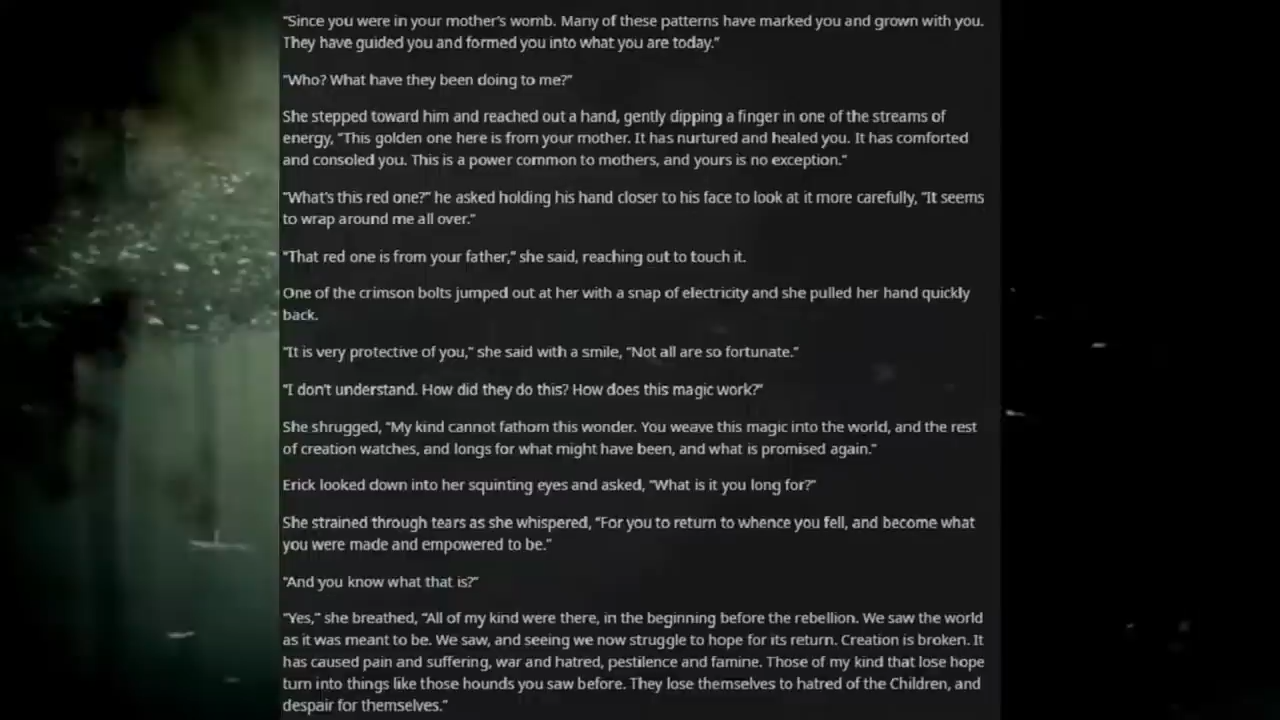 “Since you were in your mother’s womb. Many of these patterns have marked you and grown with you.
They have guided you and formed you into what you are today.”
“Who? What have they been doing to me?”
She stepped toward him and reached out a hand, gently dipping a finger in one of the streams of
energy, “This golden one here is from your mother. It has nurtured and healed you. It has comforted
and consoled you. This is a power common to mothers, and yours is no exception.”
“What’s this red one?” he asked holding his hand closer to his face to look at it more carefully, “It seems
to wrap around me all over.”
“That red one is from your father,” she said, reaching out to touch it.
One of the crimson bolts jumped out at her with a snap of electricity and she pulled her hand quickly
back.
“It is very protective of you,” she said with a smile, “Not all are so fortunate.”
“I don’t understand. How did they do this? How does this magic work?”
She shrugged, “My kind cannot fathom this wonder. You weave this magic into the world, and the rest
of creation watches, and longs for what might have been, and what is promised again.”
Erick looked down into her squinting eyes and asked, “What is it you long for?”
She strained through tears as she whispered, “For you to return to whence you fell, and become what
you were made and empowered to be.”
“And you know what that is?”
“Yes,” she breathed, “All of my kind were there, in the beginning before the rebellion. We saw the world
as it was meant to be. We saw, and seeing we now struggle to hope for its return. Creation is broken. It
has caused pain and suffering, war and hatred, pestilence and famine. Those of my kind that lose hope
turn into things like those hounds you saw before. They lose themselves to hatred of the Children, and
despair for themselves.”